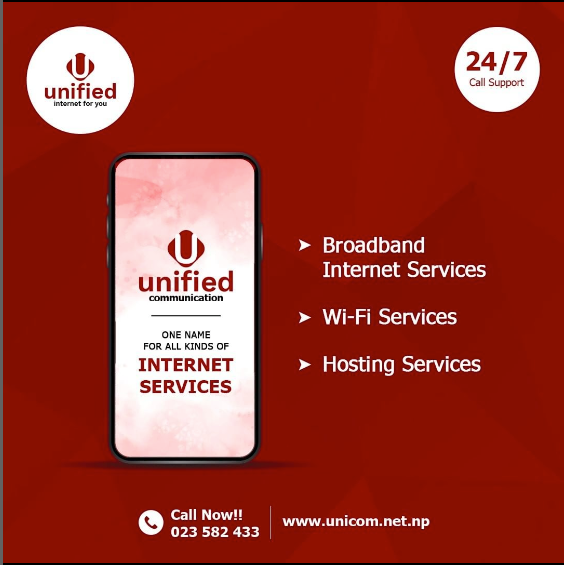 unified
internet for you
24/7
Call Support
unified
communication
ONE NAME
FOR ALL KINDS OF
INTERNET
SERVICES
➤ Broadband
Internet Services
➤ Wi-Fi Services
➤ Hosting Services
Call Now!!
023 582 433
www.unicom.net.np